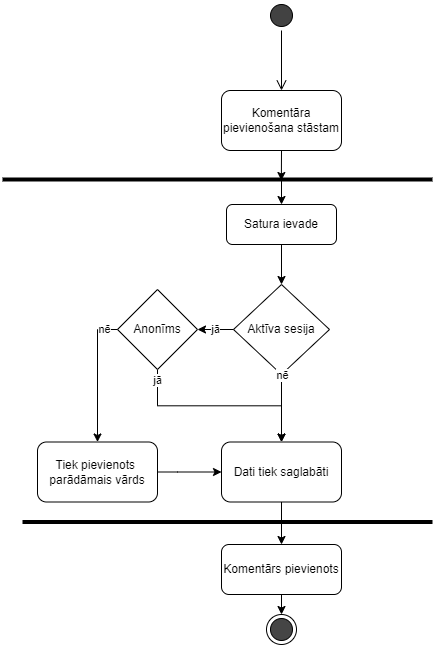 Komentāra
pievienošana stāstam
Satura ievade
Aktīva sesija
jā
Anonīms
nē
jā
nē
Tiek pievienots
parādāmais vārds
Dati tiek saglabāti
Komentārs pievienots